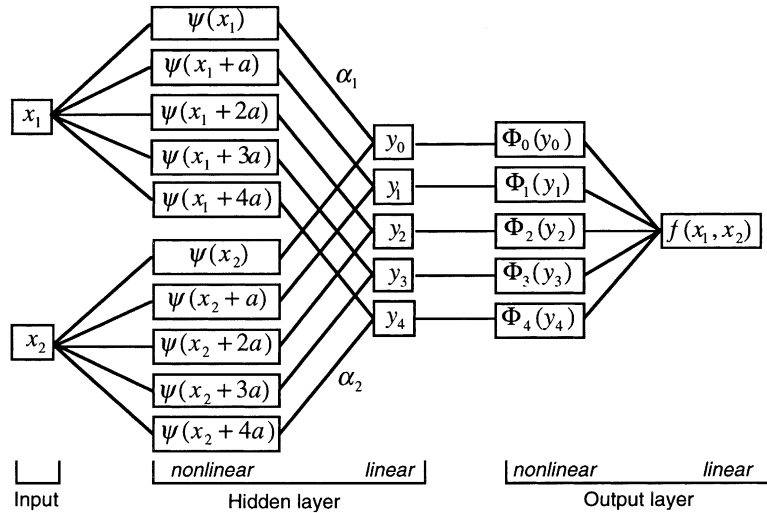 ψ(x₁)
ψ(x₁ + a)
ψ(x₁ + 2a)
ψ(x₁ + 3a)
ψ(x₁ + 4a)
x₁
α₁
ψ(x₂)
ψ(x₂ + a)
ψ(x₂ + 2a)
ψ(x₂ + 3a)
ψ(x₂ + 4a)
x₂
α₂
y₀
y₁
y₂
y₃
y₄
Φ₀(y₀)
Φ₁(y₁)
Φ₂(y₂)
Φ₃(y₃)
Φ₄(y₄)
f(x₁, x₂)
nonlinear linear nonlinear linear
Input Hidden layer Output layer